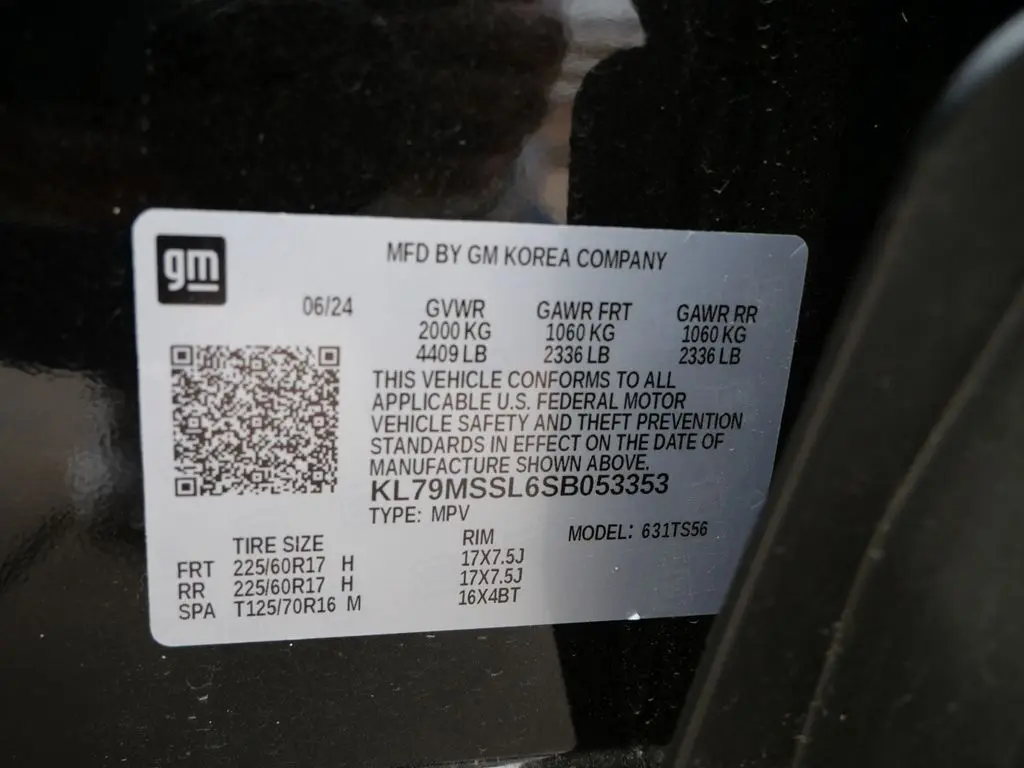 gm
MFD BY GM KOREA COMPANY
06/24 GVWR GAWR FRT GAWR RR
2000 KG 1060 KG 1060 KG
4409 LB 2336 LB 2336 LB
THIS VEHICLE CONFORMS TO ALL
APPLICABLE U.S. FEDERAL MOTOR
VEHICLE SAFETY AND THEFT PREVENTION
STANDARDS IN EFFECT ON THE DATE OF
MANUFACTURE SHOWN ABOVE.
KL79MSSL6SB053353
TYPE: MPV
MODEL: 631TS56
TIRE SIZE RIM
FRT 225/60R17 H 17X7.5J
RR 225/60R17 H 17X7.5J
SPA T125/70R16 M 16X4BT